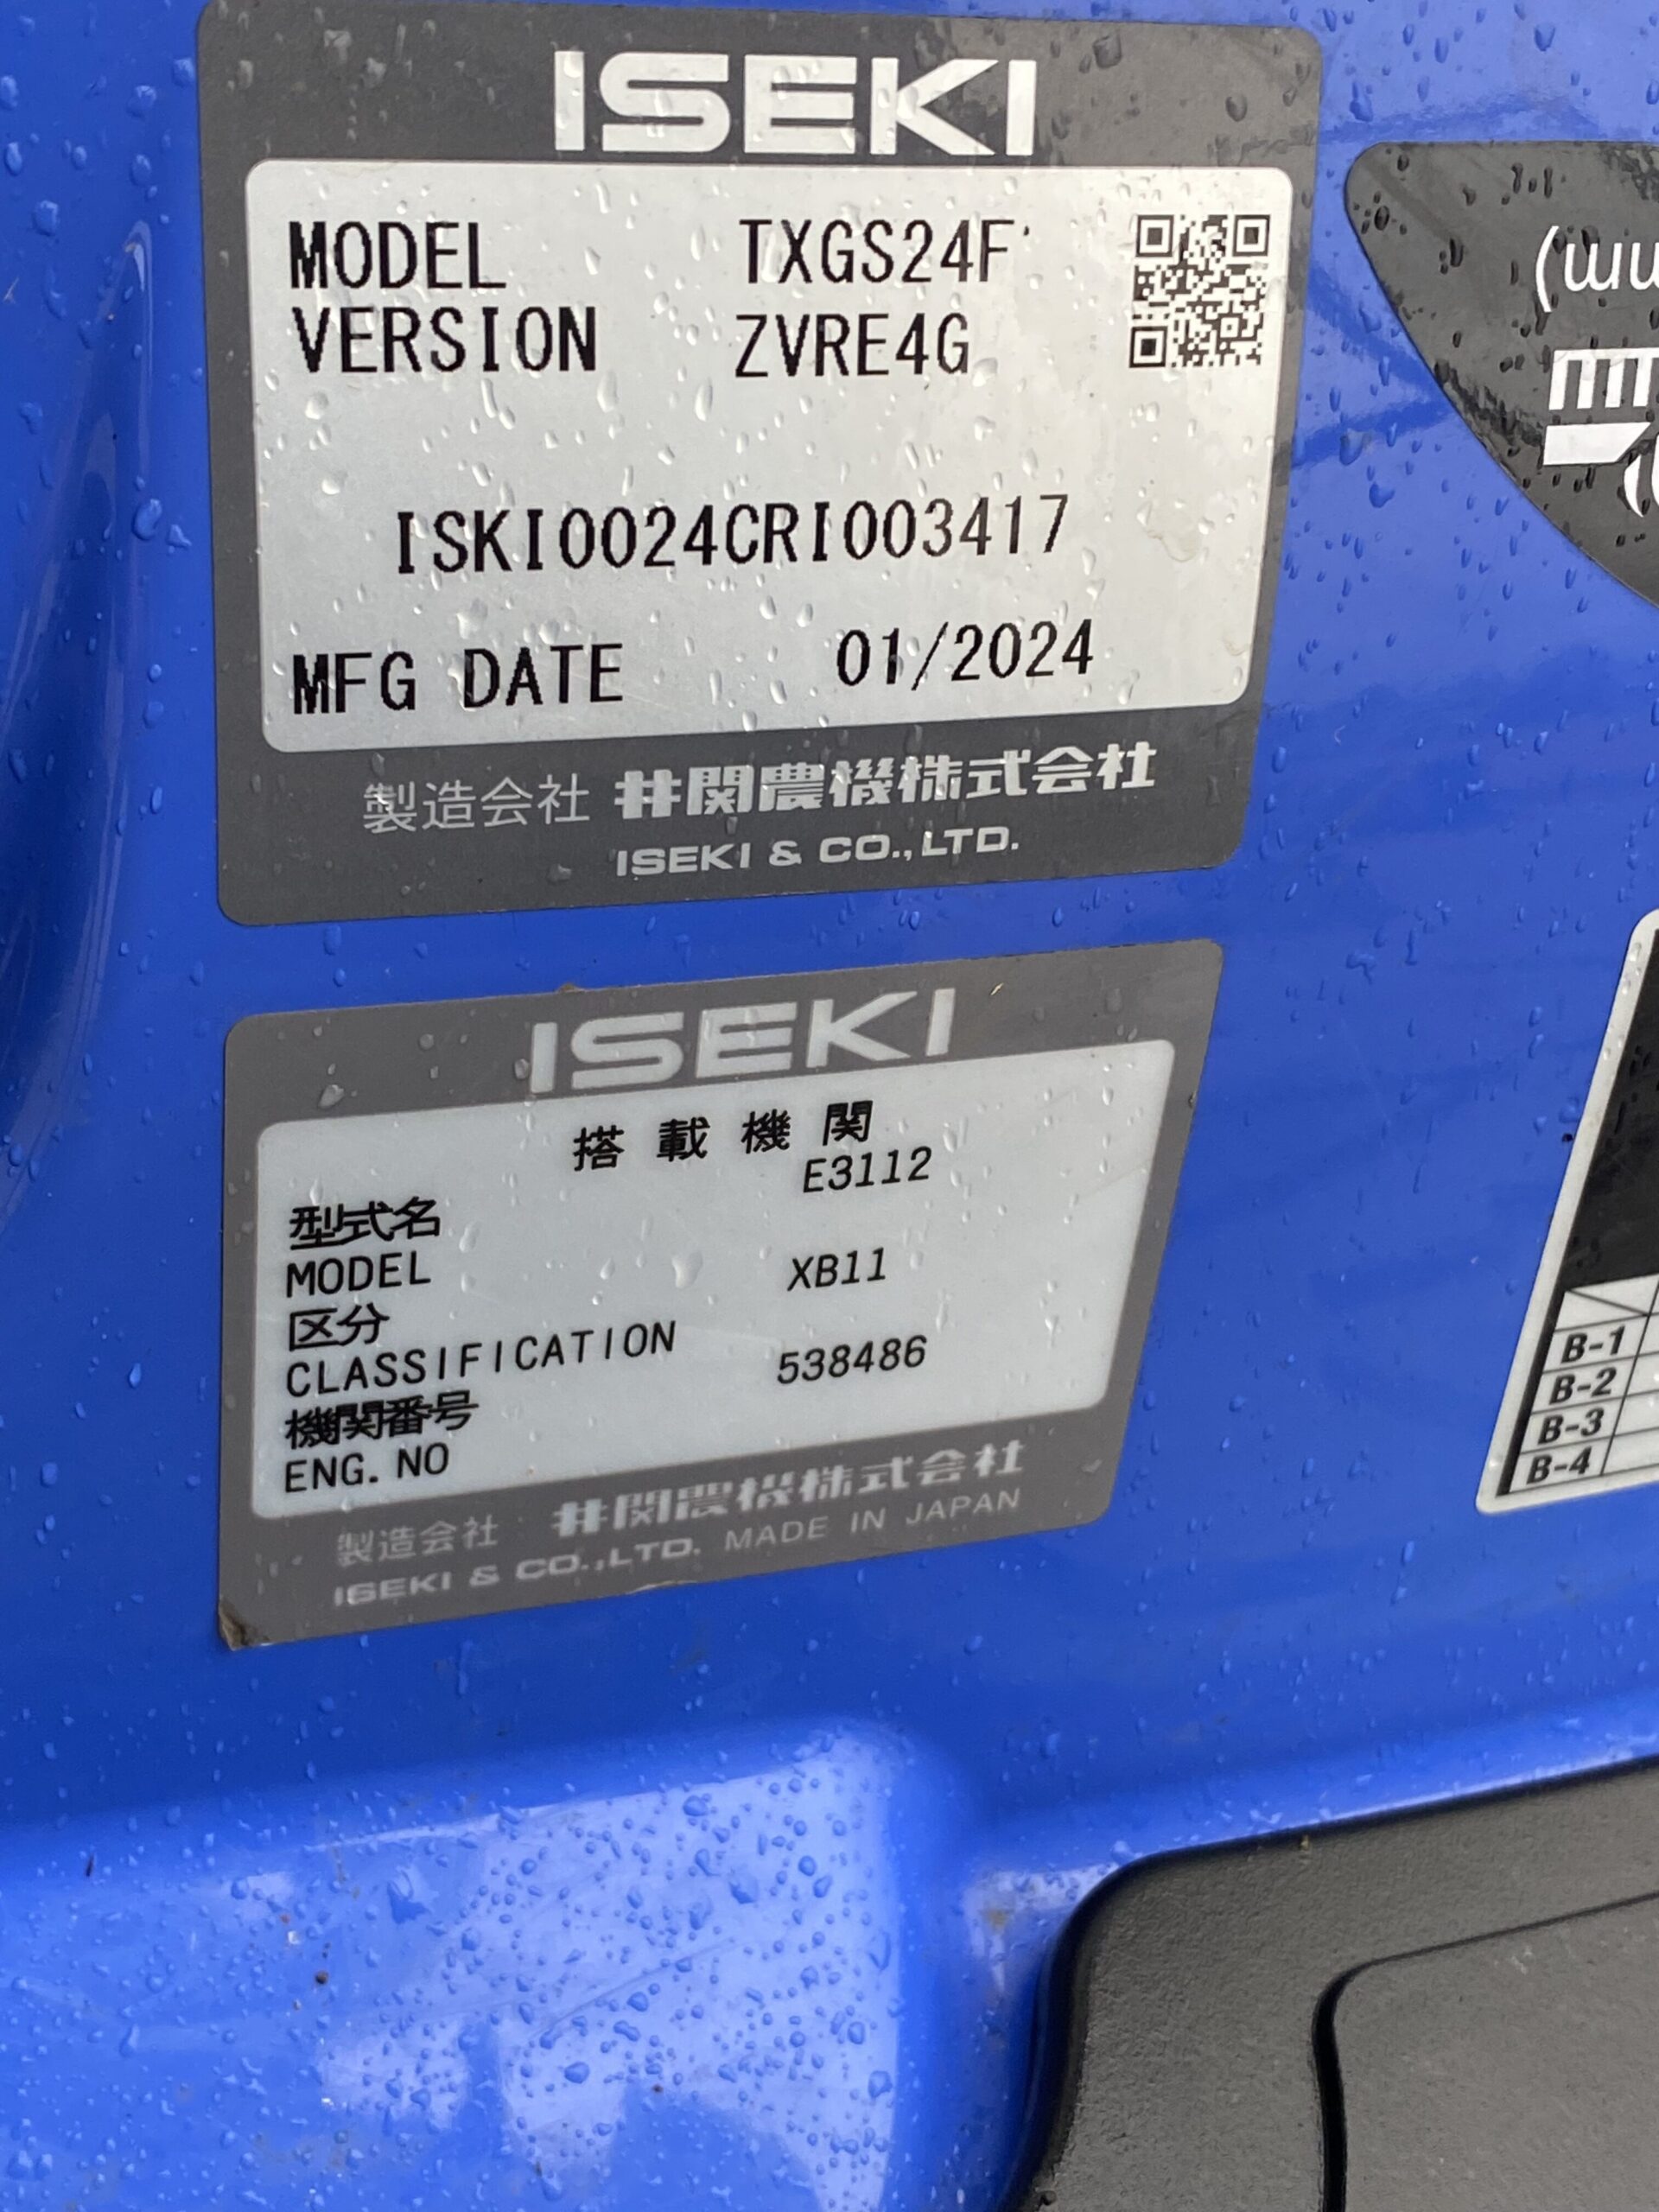 ISEKI
MODEL TXGS24F
VERSION ZVRE4G
ISKI0024CRI003417
MFG DATE 01/2024
製造会社 井関農機株式会社
ISEKI & CO.,LTD.
ISEKI
搭載機関
型式名 E3112
MODEL
区分 XB11
CLASSIFICATION
機関番号 538486
ENG. NO
製造会社 井関農機株式会社
ISEKI & CO.,LTD. MADE IN JAPAN
B-1
B-2
B-3
B-4